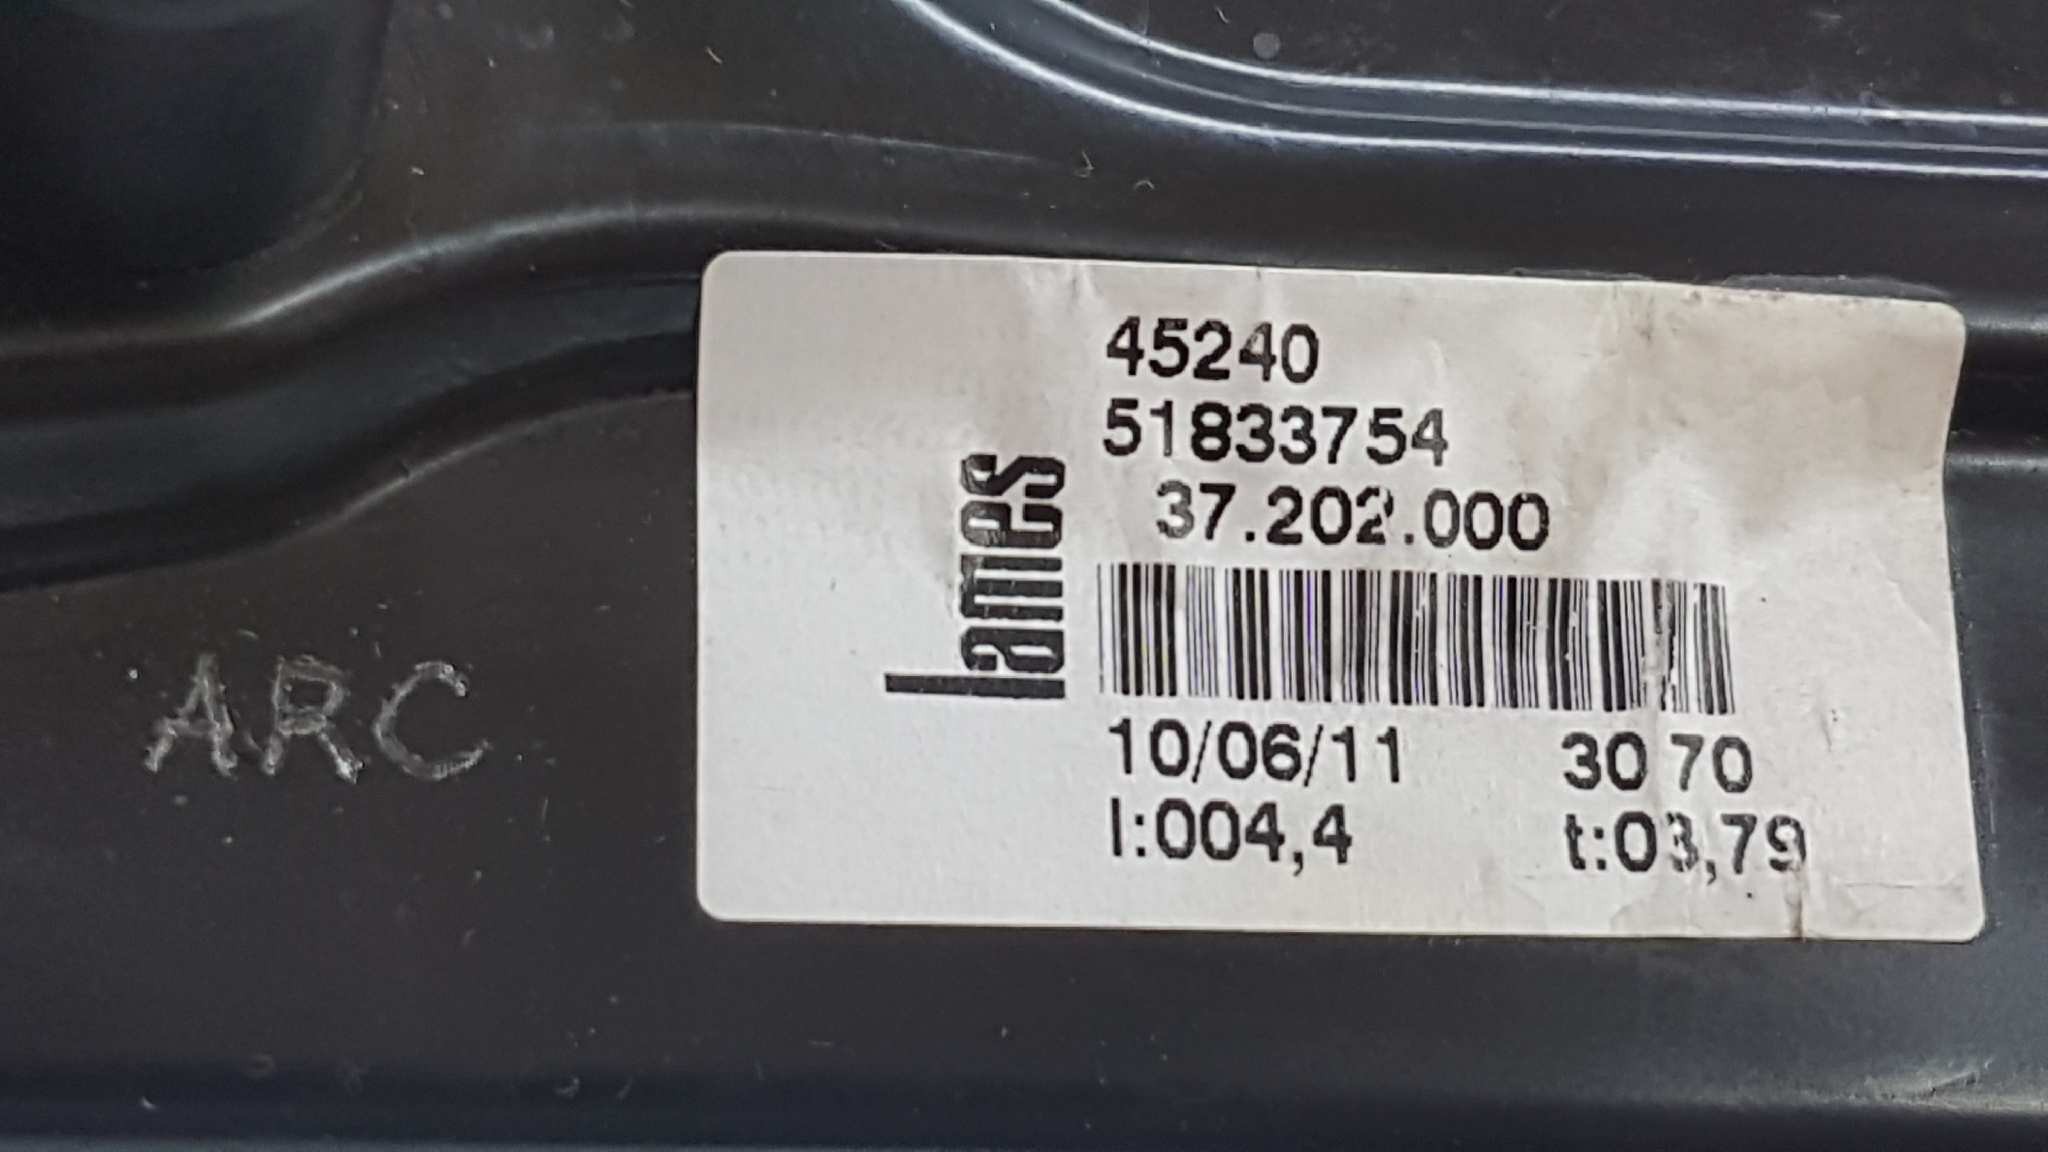 45240
51833754
37.202.000
lames
10/06/11 30 70
l:004,4 t:03,79
ARC